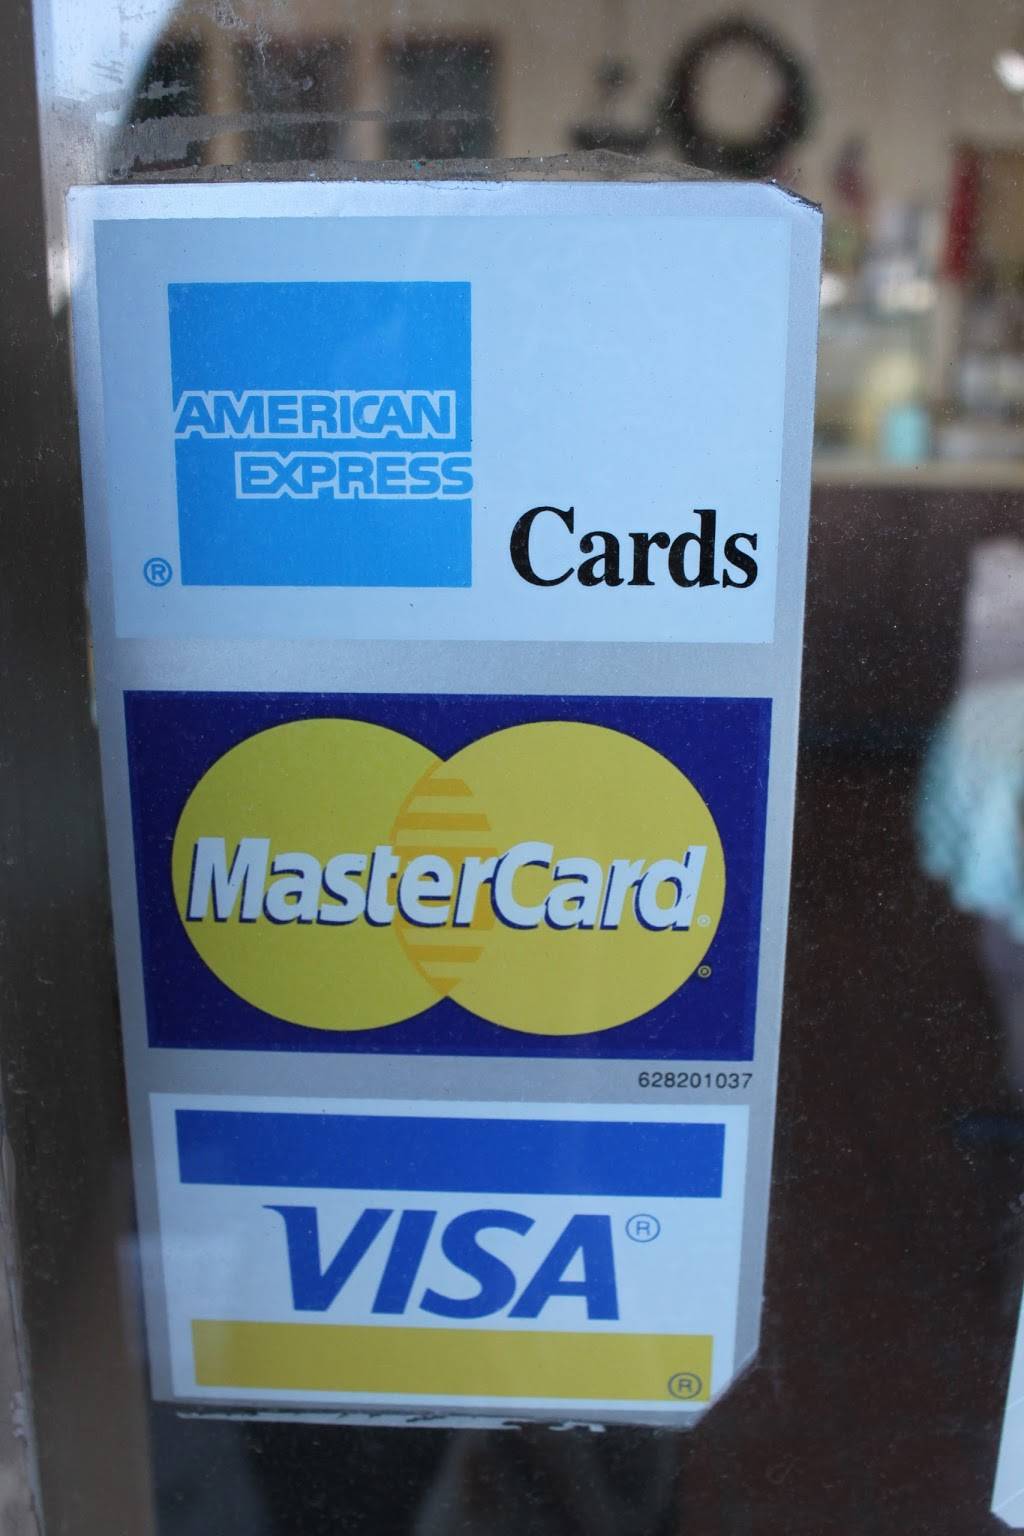 AMERICAN
EXPRESS
®
Cards
MasterCard®
®
628201037
VISA®
®